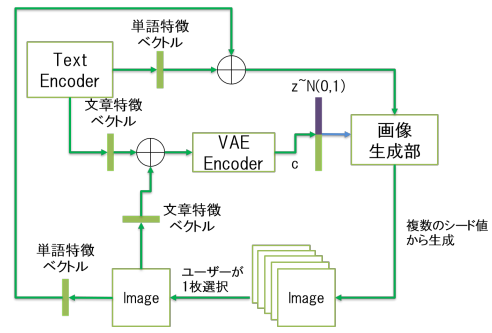 単語特徴
ベクトル
Text
Encoder
文章特徴
ベクトル
z~N(0,1)
VAE
Encoder
c
画像
生成部
文章特徴
ベクトル
複数のシード値
から生成
単語特徴
ベクトル
Image
ユーザーが
1枚選択
Image